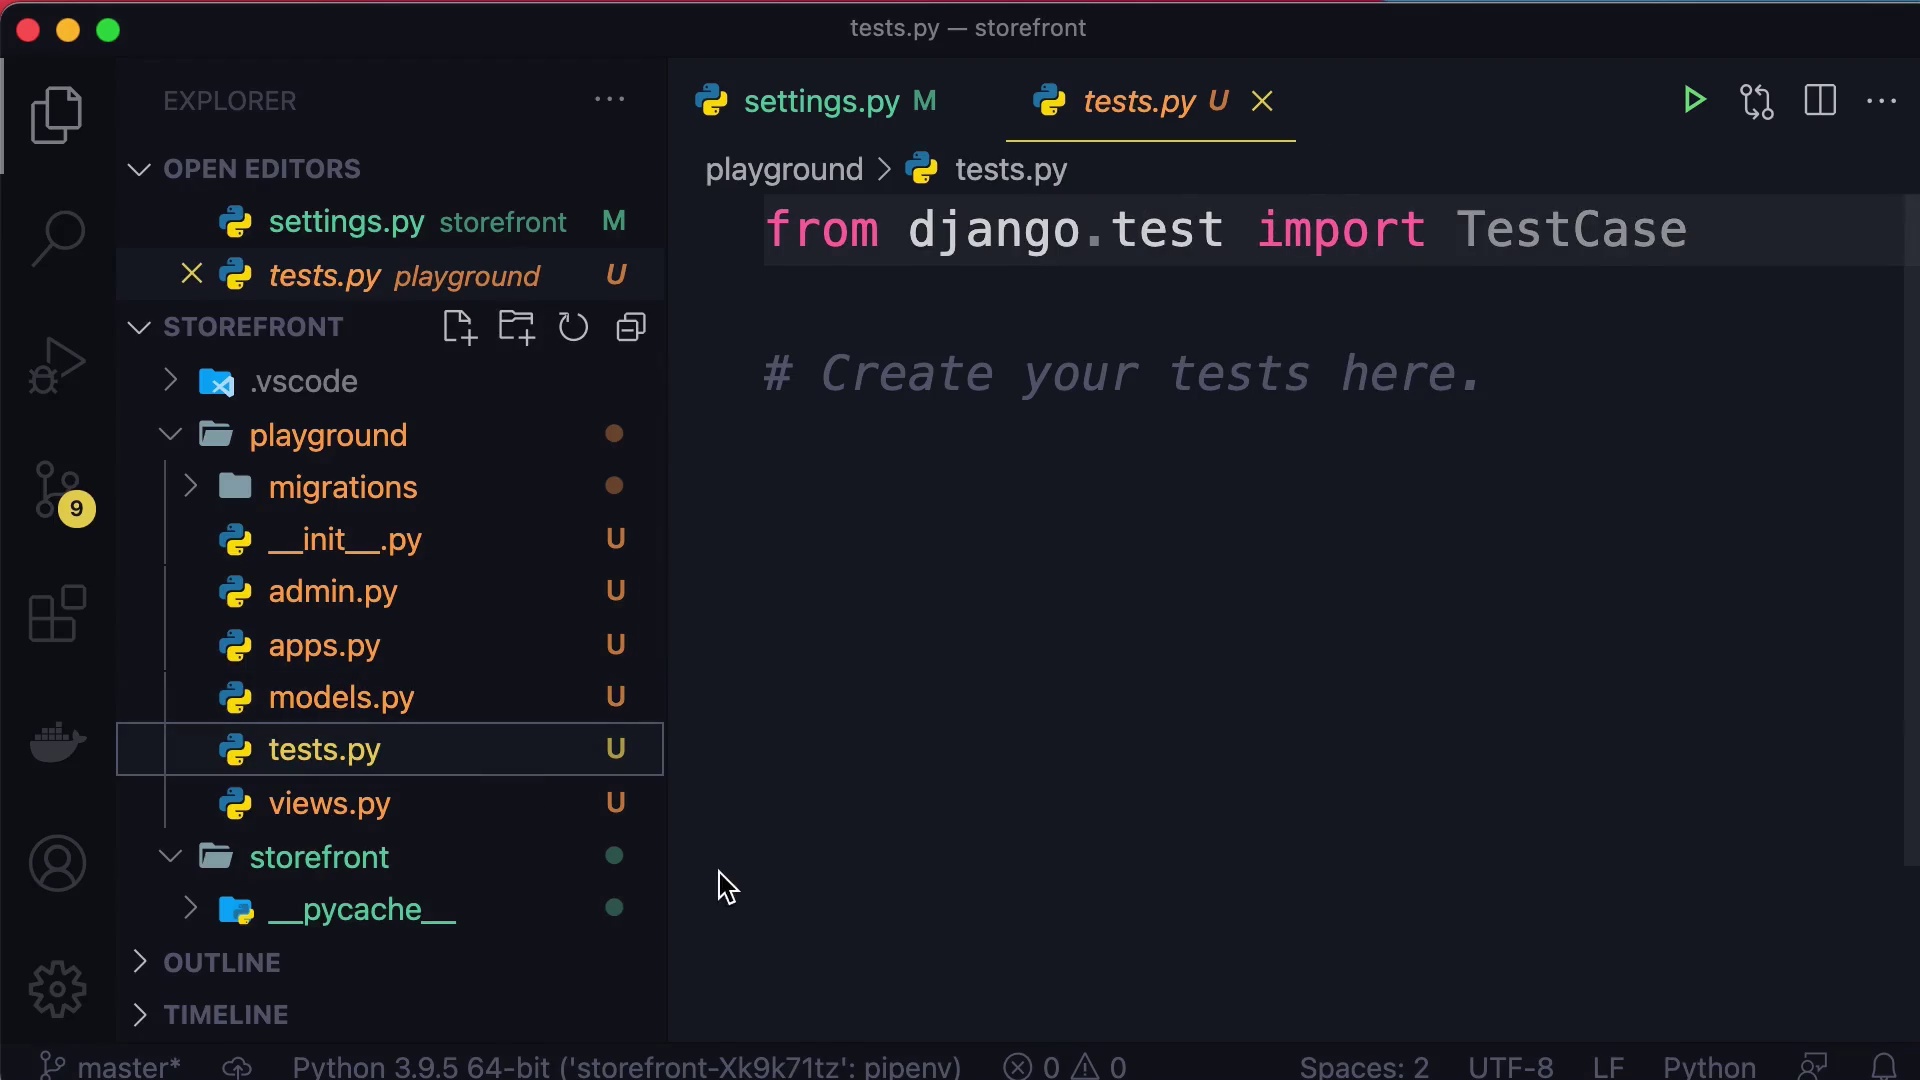 tests.py — storefront
EXPLORER
settings.py M
tests.py U
OPEN EDITORS
settings.py storefront M
tests.py playground U
STOREFRONT
.vscode
playground
migrations
__init__.py U
admin.py U
apps.py U
models.py U
tests.py U
views.py U
storefront
__pycache__
OUTLINE
TIMELINE
9
playground > tests.py
from django.test import TestCase
# Create your tests here.
master* Python 3.9.5 64-bit ('storefront-Xk9k71tz': pipenv) 0 0 Spaces: 2 UTF-8 LF Python